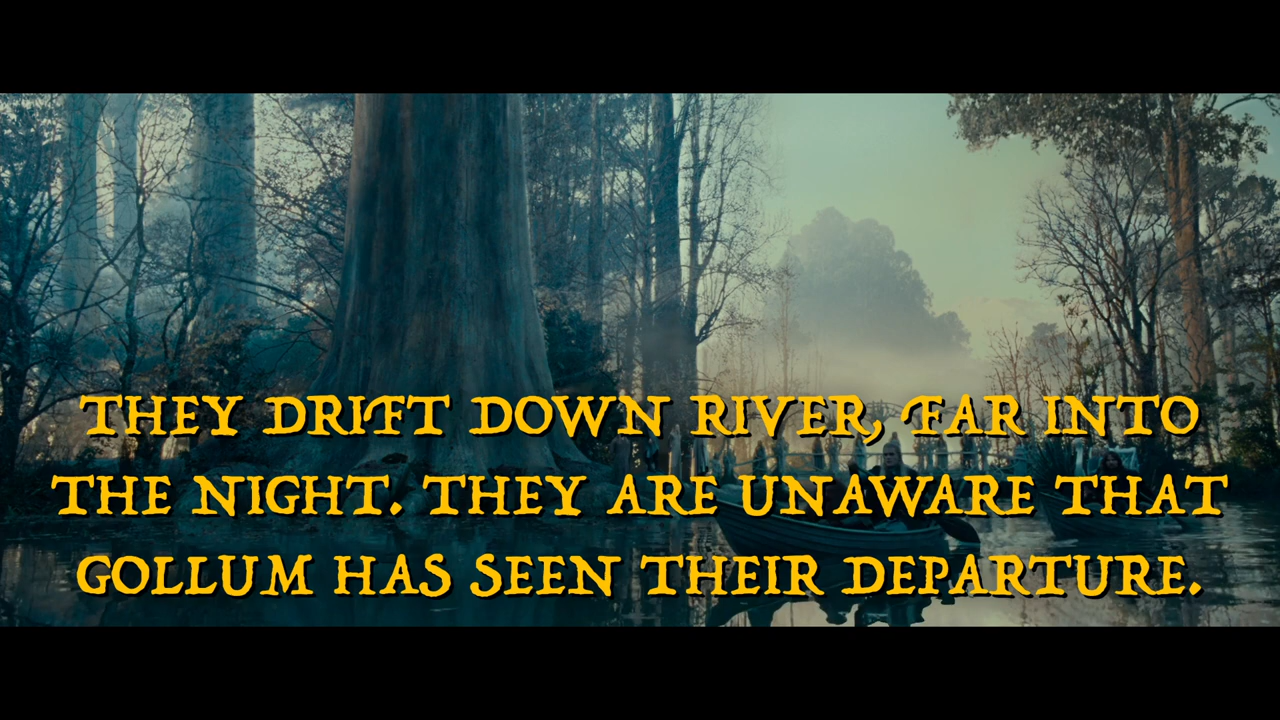 THEY DRIFT DOWN RIVER, FAR INTO
THE NIGHT. THEY ARE UNAWARE THAT
GOLLUM HAS SEEN THEIR DEPARTURE.